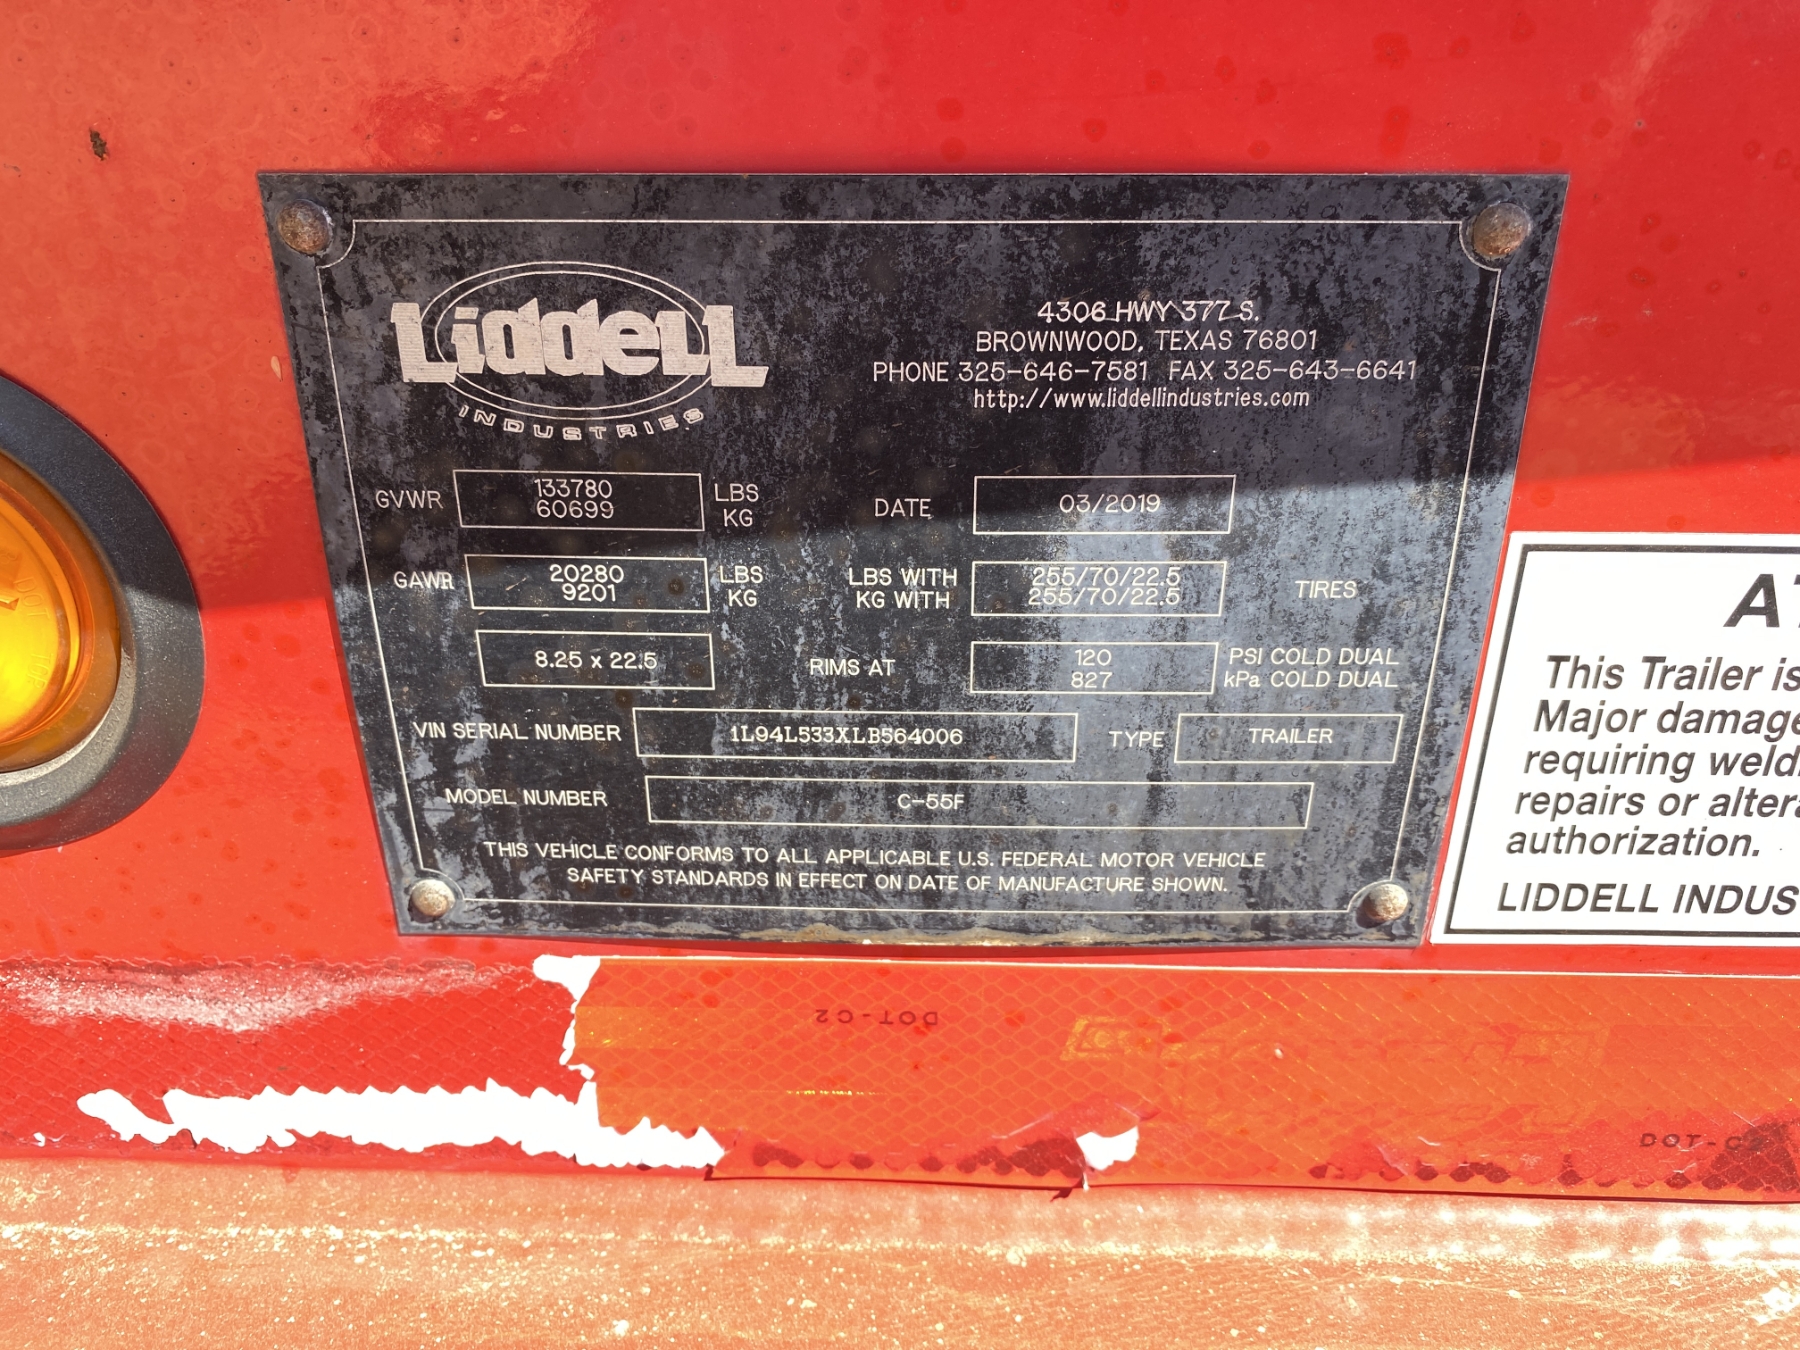 Liddell
INDUSTRIES
4306 HWY 377 S.
BROWNWOOD, TEXAS 76801
PHONE 325-646-7581 FAX 325-643-6641
http://www.liddellindustries.com
GVWR 133780 LBS
60699 KG
DATE 03/2019
GAWR 20280 LBS
9201 KG
LBS WITH 255/70/22.5 TIRES
KG WITH 255/70/22.5
8.25 x 22.5 RIMS AT 120 PSI COLD DUAL
827 kPa COLD DUAL
VIN SERIAL NUMBER 1L94L533XLB564006 TYPE TRAILER
MODEL NUMBER C-55F
THIS VEHICLE CONFORMS TO ALL APPLICABLE U.S. FEDERAL MOTOR VEHICLE
SAFETY STANDARDS IN EFFECT ON DATE OF MANUFACTURE SHOWN.
This Trailer is
Major damage
requiring
repairs or
authorization.
LIDDELL
DOT-C2
DOT-C2